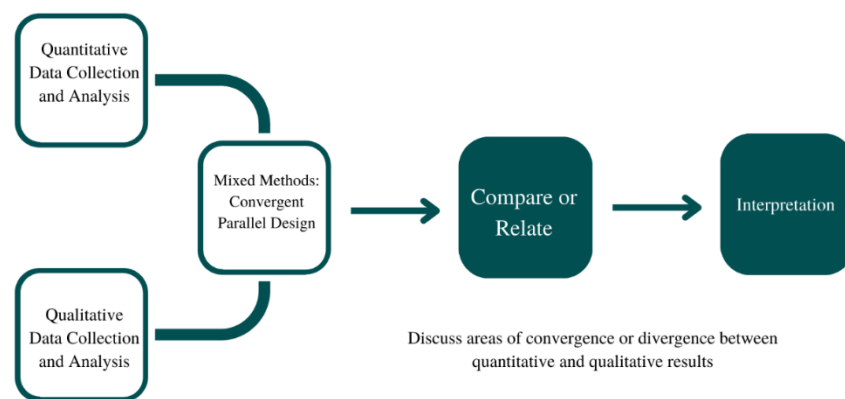 Quantitative
Data Collection
and Analysis
Mixed Methods:
Convergent
Parallel Design
Compare or
Relate
Interpretation
Qualitative
Data Collection
and Analysis
Discuss areas of convergence or divergence between
quantitative and qualitative results